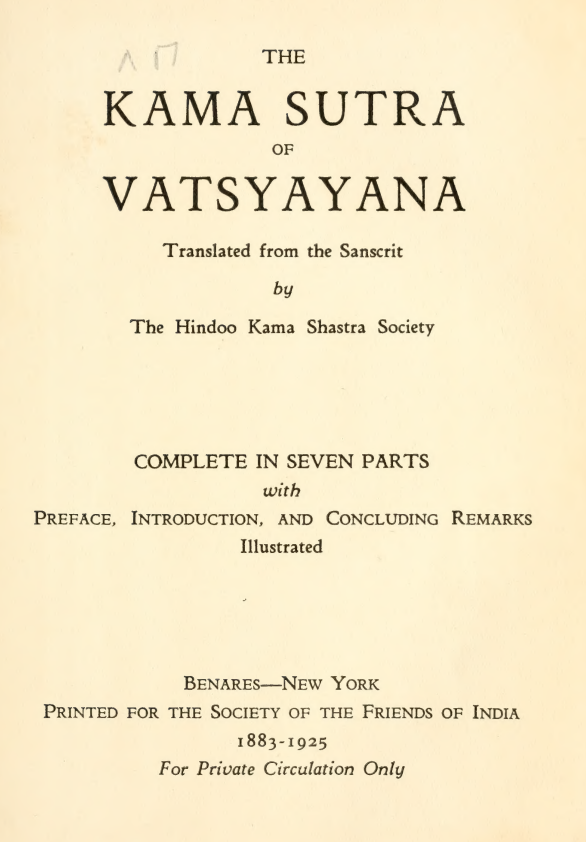 THE
KAMA SUTRA
OF
VATSYAYANA
Translated from the Sanscrit
by
The Hindoo Kama Shastra Society
COMPLETE IN SEVEN PARTS
with
PREFACE, INTRODUCTION, AND CONCLUDING REMARKS
Illustrated
BENARES—NEW YORK
PRINTED FOR THE SOCIETY OF THE FRIENDS OF INDIA
1883-1925
For Private Circulation Only